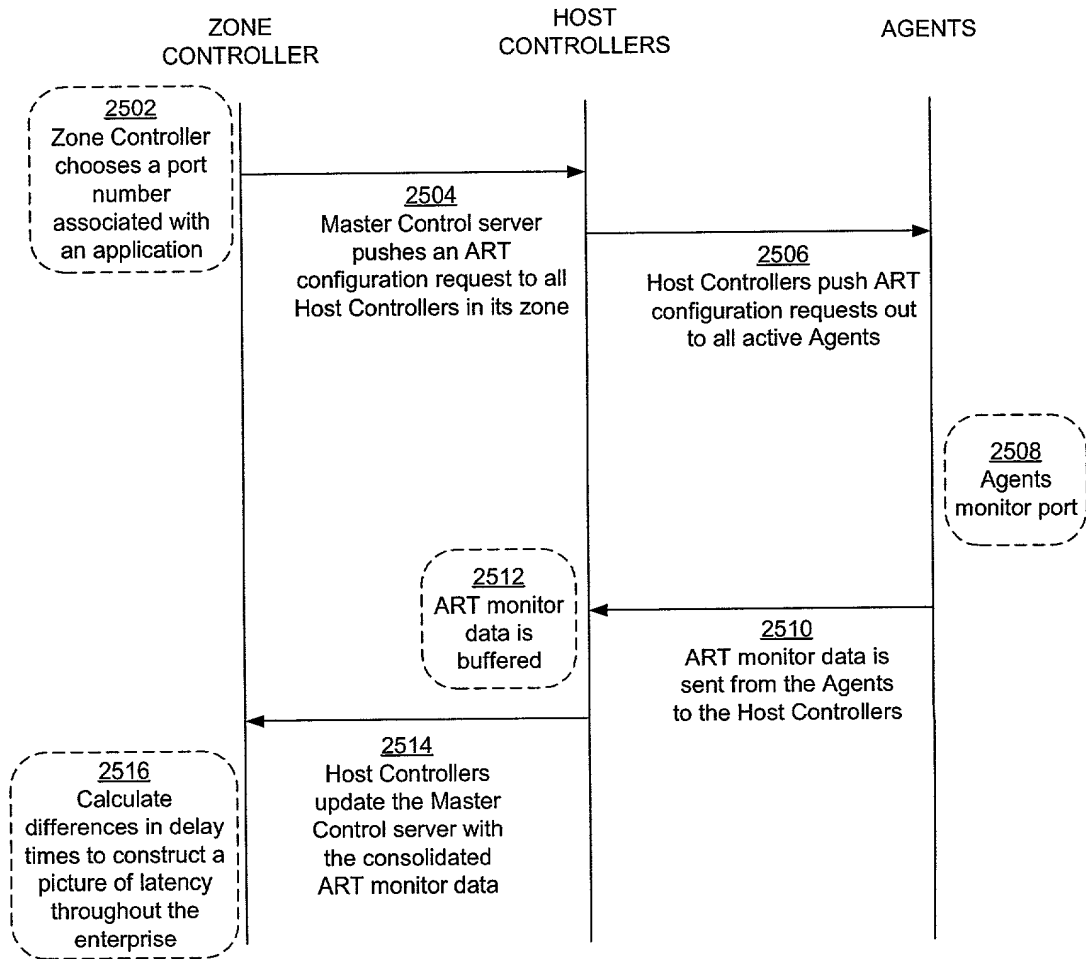 ZONE
CONTROLLER
HOST
CONTROLLERS
AGENTS
2502
Zone Controller
chooses a port
number
associated with
an application
2504
Master Control server
pushes an ART
configuration request to all
Host Controllers in its zone
2506
Host Controllers push ART
configuration requests out
to all active Agents
2508
Agents
monitor port
2512
ART monitor
data is
buffered
2510
ART monitor data is
sent from the Agents
to the Host Controllers
2514
Host Controllers
update the Master
Control server with
the consolidated
ART monitor data
2516
Calculate
differences in delay
times to construct a
picture of latency
throughout the
enterprise